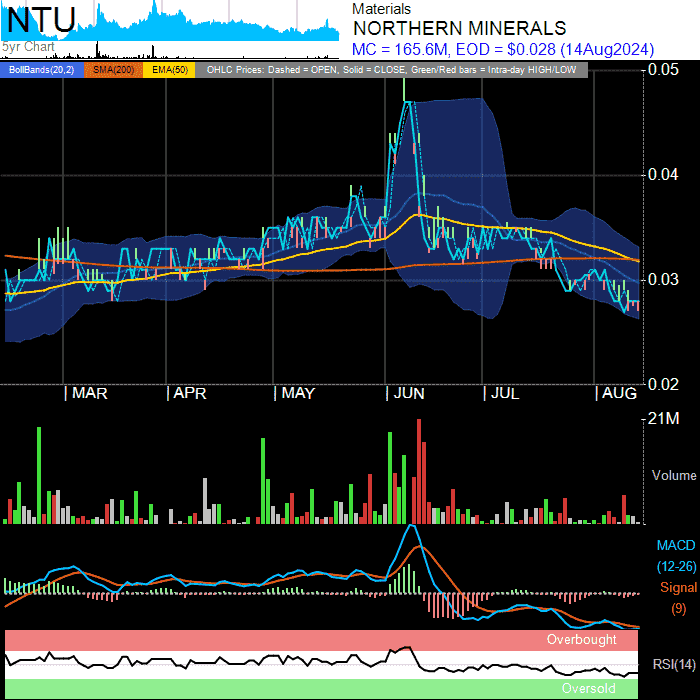 NTU
5yr Chart
Materials
NORTHERN MINERALS
MC = 165.6M, EOD = $0.028 (14Aug2024)
BollBands(20,2) SMA(200) EMA(50) OHLC Prices: Dashed = OPEN, Solid = CLOSE, Green/Red bars = Intra-day HIGH/LOW
0.05
0.04
0.03
0.02
| MAR | APR | MAY | JUN | JUL | AUG
21M
Volume
MACD
(12-26)
Signal
(9)
Overbought
RSI(14)
Oversold